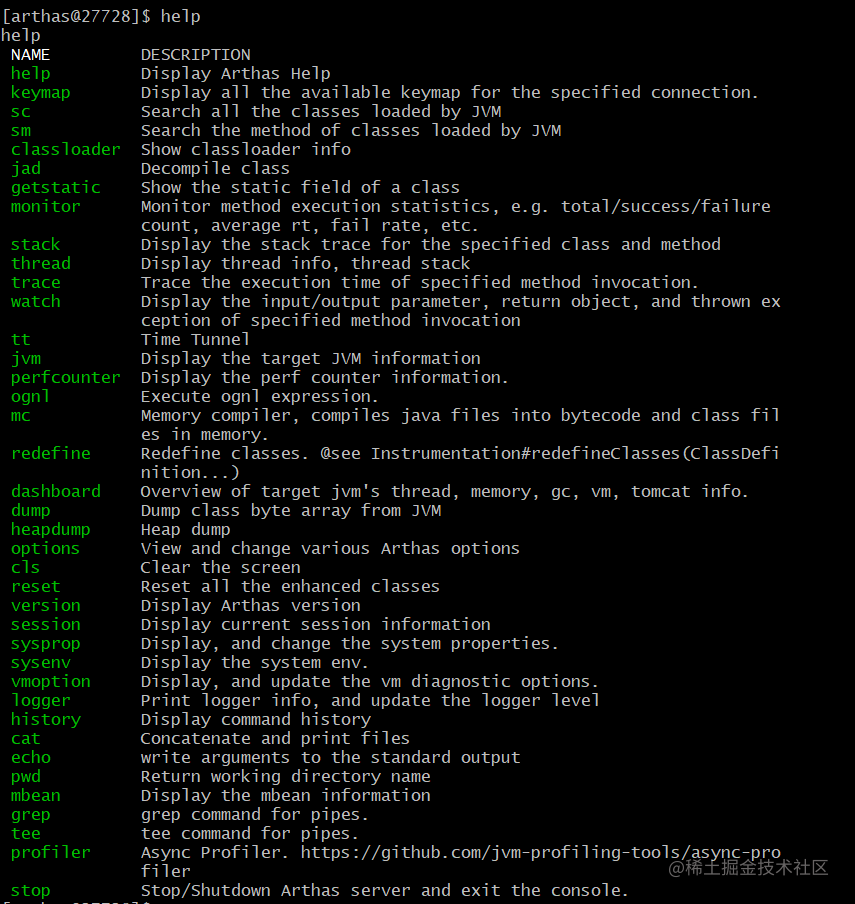 [arthas@27728]$ help
help
NAME DESCRIPTION
help Display Arthas Help
keymap Display all the available keymap for the specified connection.
sc Search all the classes loaded by JVM
sm Search the method of classes loaded by JVM
classloader Show classloader info
jad Decompile class
getstatic Show the static field of a class
monitor Monitor method execution statistics, e.g. total/success/failure
count, average rt, fail rate, etc.
stack Display the stack trace for the specified class and method
thread Display thread info, thread stack
trace Trace the execution time of specified method invocation.
watch Display the input/output parameter, return object, and thrown ex
ception of specified method invocation
tt Time Tunnel
jvm Display the target JVM information
perfcounter Display the perf counter information.
ognl Execute ognl expression.
mc Memory compiler, compiles java files into bytecode and class fil
es in memory.
redefine Redefine classes. @see Instrumentation#redefineClasses(ClassDefi
nition...)
dashboard Overview of target jvm's thread, memory, gc, vm, tomcat info.
dump Dump class byte array from JVM
heapdump Heap dump
options View and change various Arthas options
cls Clear the screen
reset Reset all the enhanced classes
version Display Arthas version
session Display current session information
sysprop Display, and change the system properties.
sysenv Display the system env.
vmoption Display, and update the vm diagnostic options.
logger Print logger info, and update the logger level
history Display command history
cat Concatenate and print files
echo write arguments to the standard output
pwd Return working directory name
mbean Display the mbean information
grep grep command for pipes.
tee tee command for pipes.
profiler Async Profiler. https://github.com/jvm-profiling-tools/async-pro
filer
@稀土掘金技术社区
stop Stop/Shutdown Arthas server and exit the console.